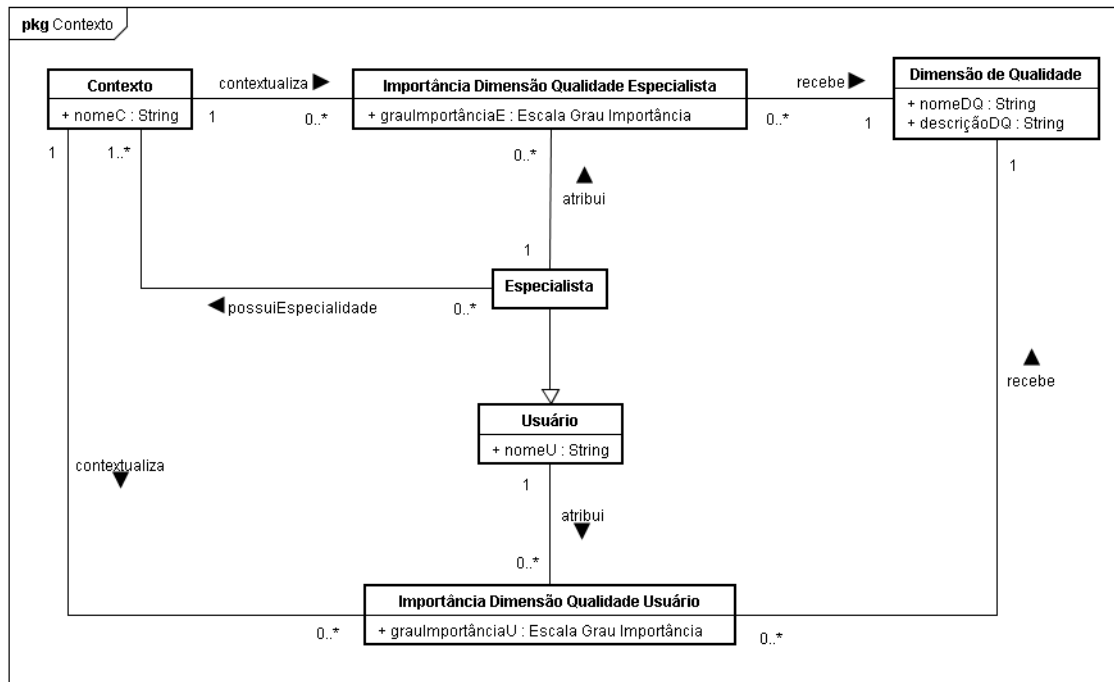 pkg Contexto
Contexto
+ nomeC : String
contextualiza
1
0..*
Importância Dimensão Qualidade Especialista
+ grauImportânciaE : Escala Grau Importância
recebe
0..*
1
Dimensão de Qualidade
+ nomeDQ : String
+ descriçãoDQ : String
1
1..*
0..*
1
atribui
1
Especialista
possuiEspecialidade
0..*
recebe
Usuário
+ nomeU : String
contextualiza
1
atribui
0..*
Importância Dimensão Qualidade Usuário
+ grauImportânciaU : Escala Grau Importância
0..*
0..*